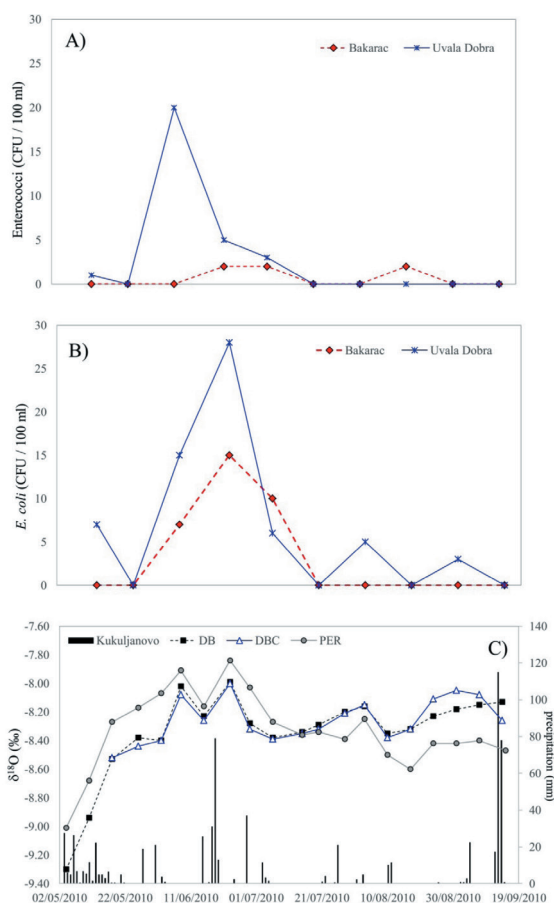 A)
Bakarac
Uvala Dobra
Enterococci (CFU / 100 ml)
30
25
20
15
10
5
0
B)
Bakarac
Uvala Dobra
E. coli (CFU / 100 ml)
30
25
20
15
10
5
0
C)
Kukuljanovo
DB
DBC
PER
δ¹⁸O (‰)
-7.60
-7.80
-8.00
-8.20
-8.40
-8.60
-8.80
-9.00
-9.20
-9.40
precipitation (mm)
140
120
100
80
60
40
20
0
02/05/2010
22/05/2010
11/06/2010
01/07/2010
21/07/2010
10/08/2010
30/08/2010
19/09/2010